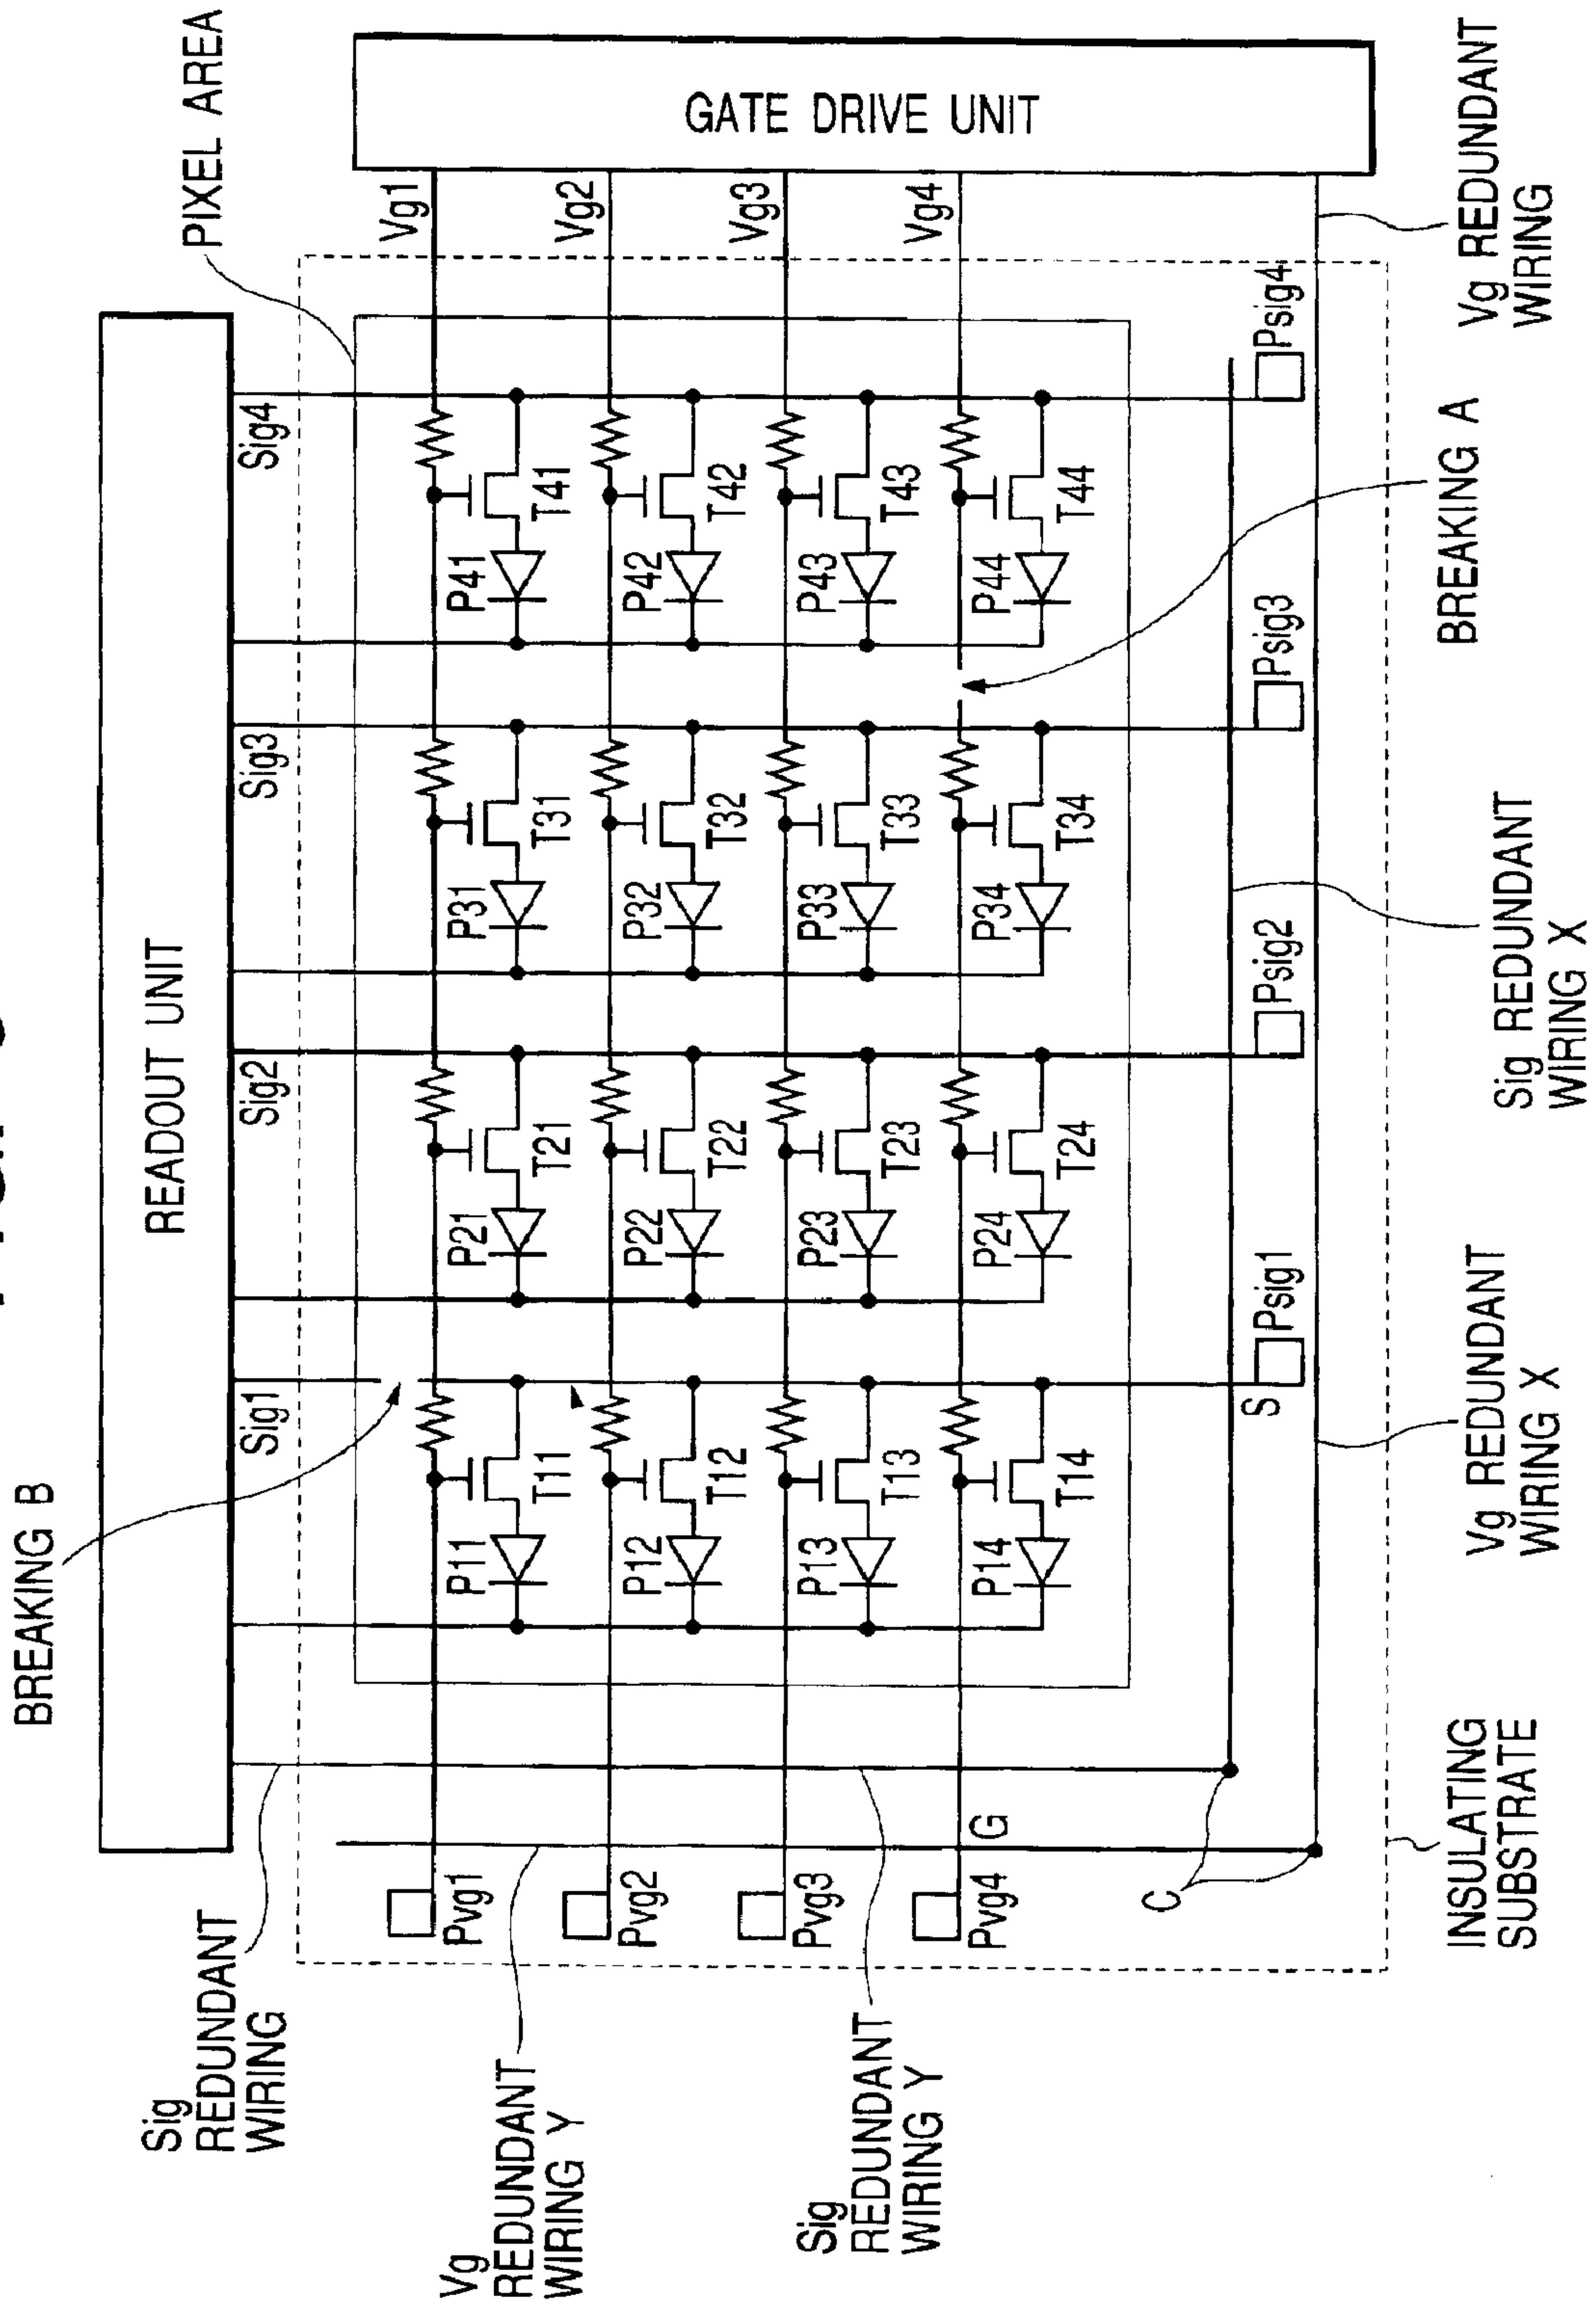 BREAKING B
READOUT UNIT
PIXEL AREA
GATE DRIVE UNIT
Sig
REDUNDANT
WIRING
Sig1
Sig2
Sig3
Sig4
Vg1
Vg2
Vg3
Vg4
Pvg1
P11
T11
P21
T21
P31
T31
P41
T41
Pvg2
P12
T12
P22
T22
P32
T32
P42
T42
Pvg3
P13
T13
P23
T23
P33
T33
P43
T43
Pvg4
G
P14
T14
P24
T24
P34
T34
P44
T44
Vg
REDUNDANT
WIRING Y
Sig
REDUNDANT
WIRING Y
C
S
Psig1
Psig2
Psig3
Psig4
INSULATING
SUBSTRATE
Vg REDUNDANT
WIRING X
Sig REDUNDANT
WIRING X
BREAKING A
Vg REDUNDANT
WIRING